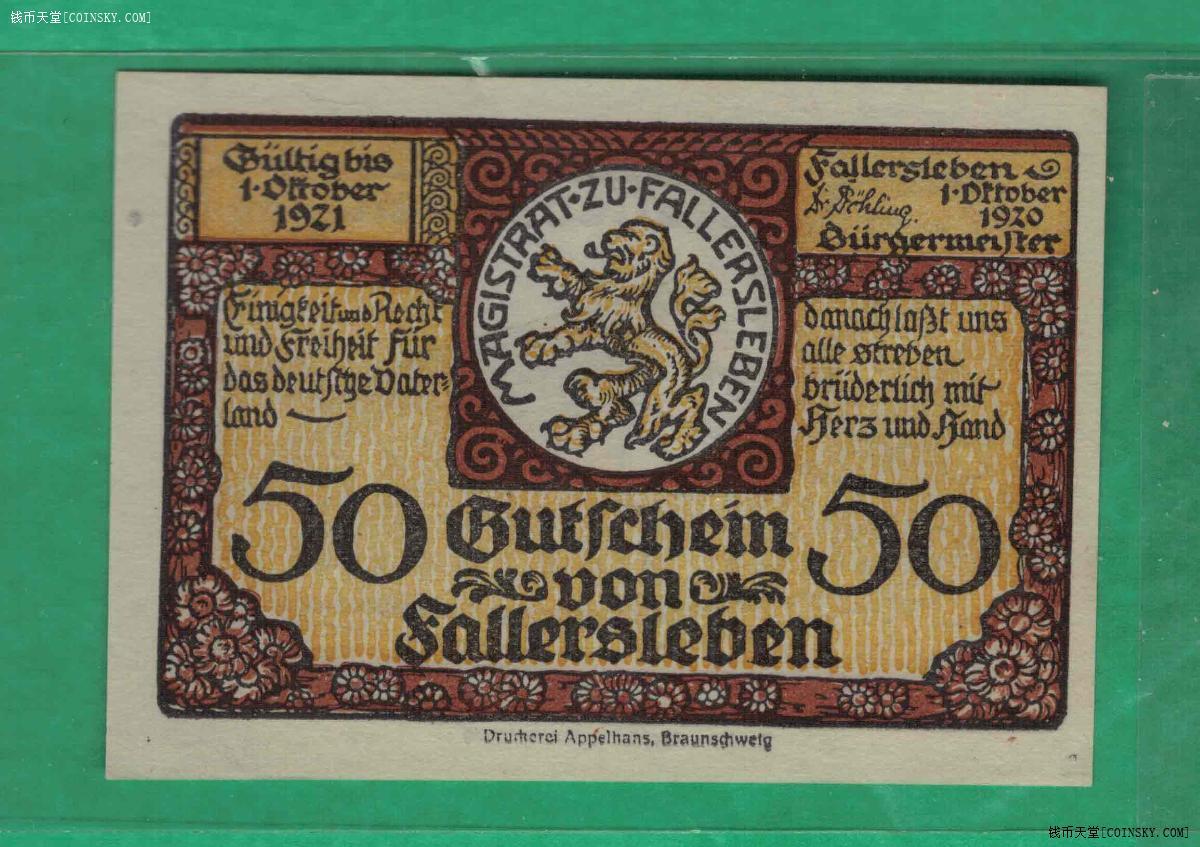 钱币天堂[COINSKY.COM]
Gültig bis
1. Oktober
1921
MAGISTRAT·ZU·FALLERSLEBEN
Fallersleben
1. Oktober
1920
Bürgermeister
Einigkeit und Recht
und Freiheit für
das deutsche Vater=
land
danach laßt uns
alle streben
brüderlich mit
Herz und Hand
50 Gutschein 50
von
Fallersleben
Druckerei Appelhans, Braunschweig
钱币天堂[COINSKY.COM]